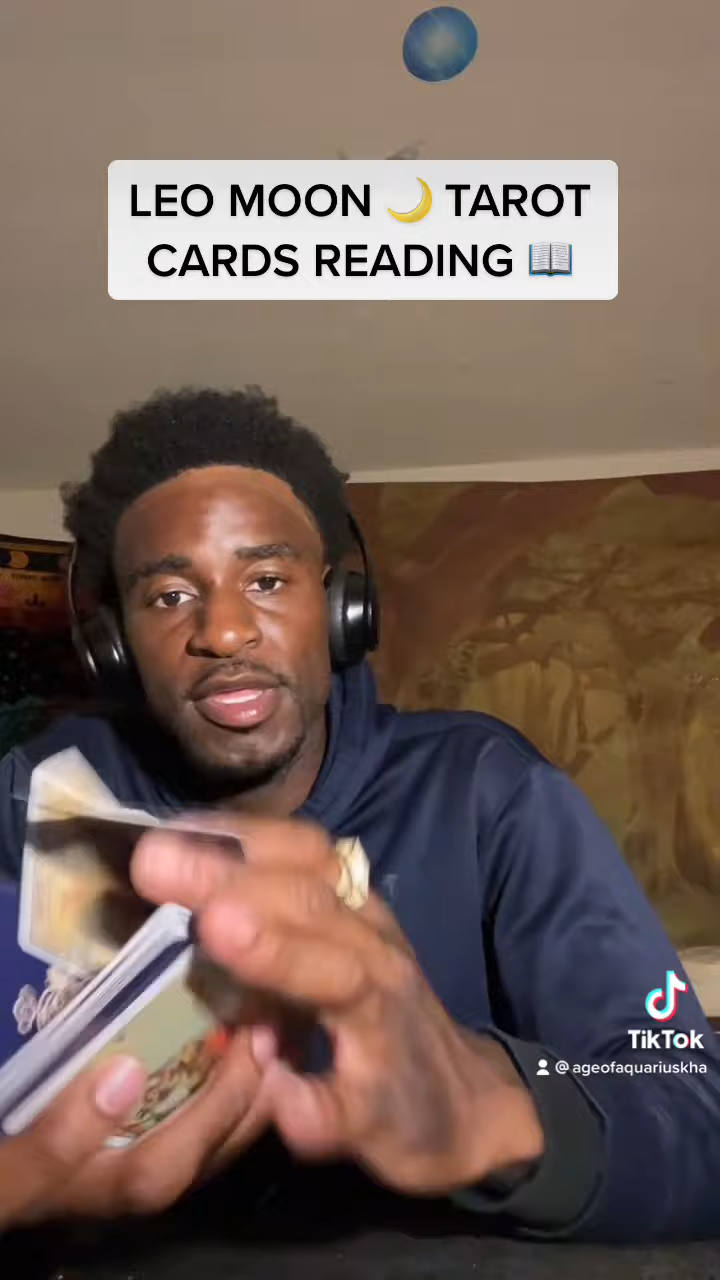 LEO MOON 🌙 TAROT
CARDS READING 📖
TikTok
@ageofaquariuskha